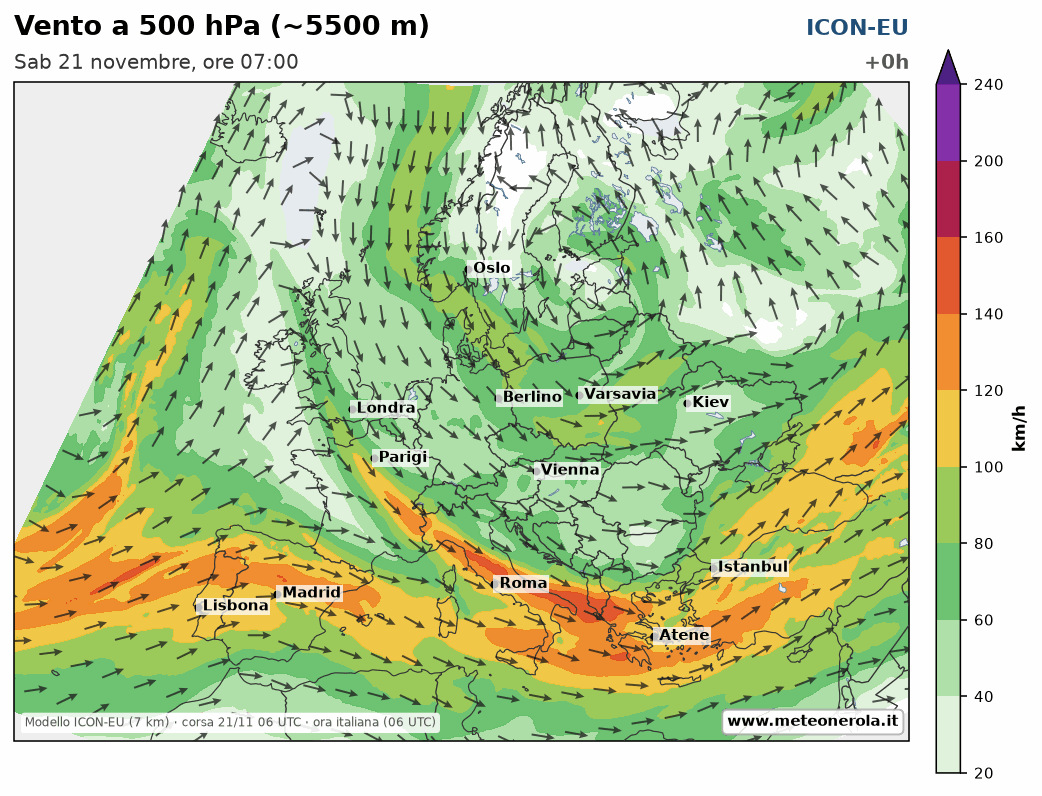 Vento a 500 hPa (~5500 m)
ICON-EU
Sab 21 novembre, ore 07:00
+0h
240
200
160
140
120
100
80
60
40
20
km/h
Oslo
Londra
Berlino
Varsavia
Kiev
Parigi
Vienna
Istanbul
Roma
Madrid
Lisbona
Atene
Modello ICON-EU (7 km) · corsa 21/11 06 UTC · ora italiana (06 UTC)
www.meteonerola.it